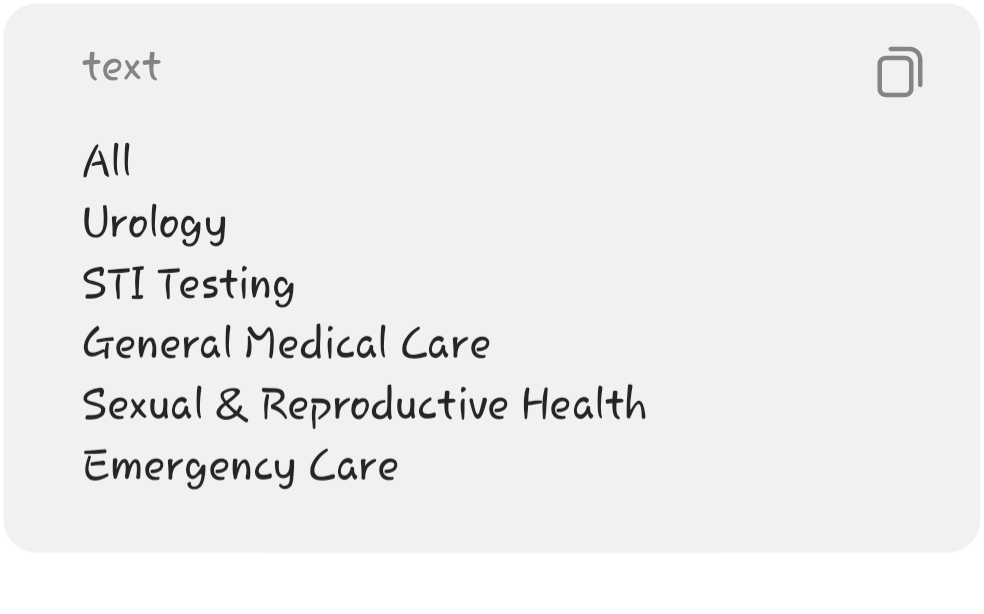 text
All
Urology
STI Testing
General Medical Care
Sexual & Reproductive Health
Emergency Care